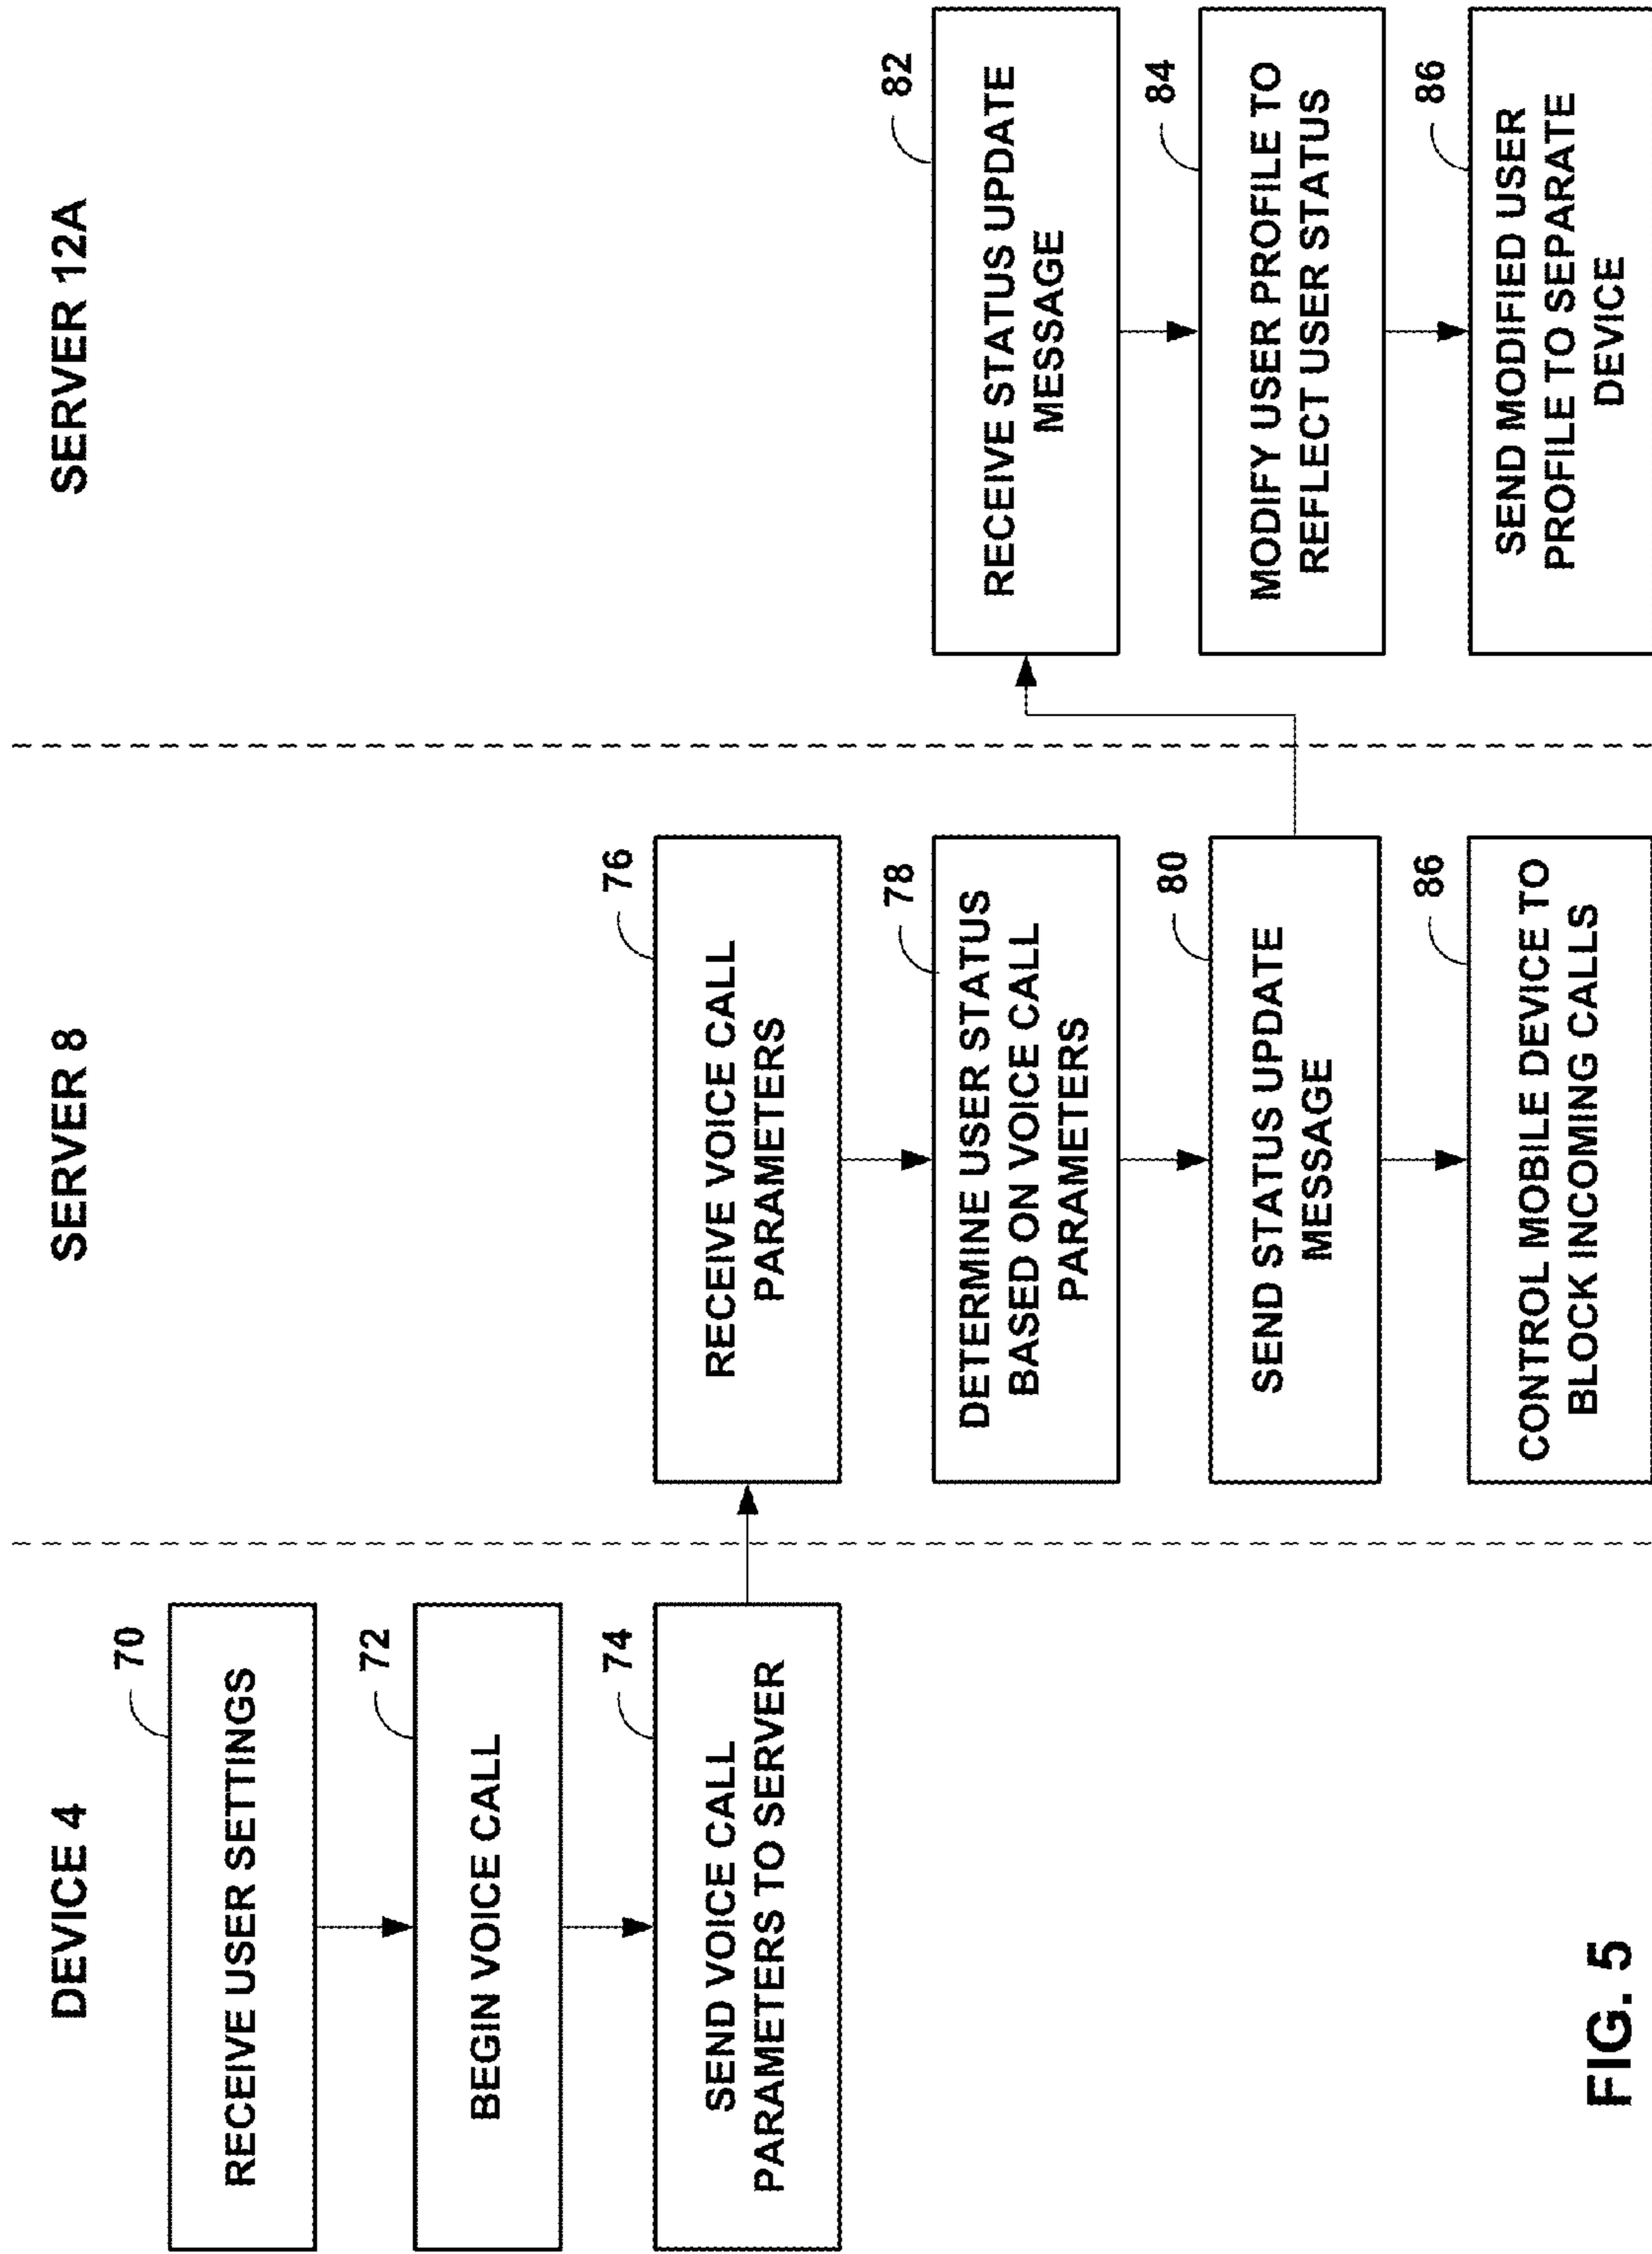 DEVICE 4
70
RECEIVE USER SETTINGS
72
BEGIN VOICE CALL
74
SEND VOICE CALL
PARAMETERS TO SERVER
SERVER 8
76
RECEIVE VOICE CALL
PARAMETERS
78
DETERMINE USER STATUS
BASED ON VOICE CALL
PARAMETERS
80
SEND STATUS UPDATE
MESSAGE
86
CONTROL MOBILE DEVICE TO
BLOCK INCOMING CALLS
SERVER 12A
82
RECEIVE STATUS UPDATE
MESSAGE
84
MODIFY USER PROFILE TO
REFLECT USER STATUS
86
SEND MODIFIED USER
PROFILE TO SEPARATE
DEVICE
FIG. 5